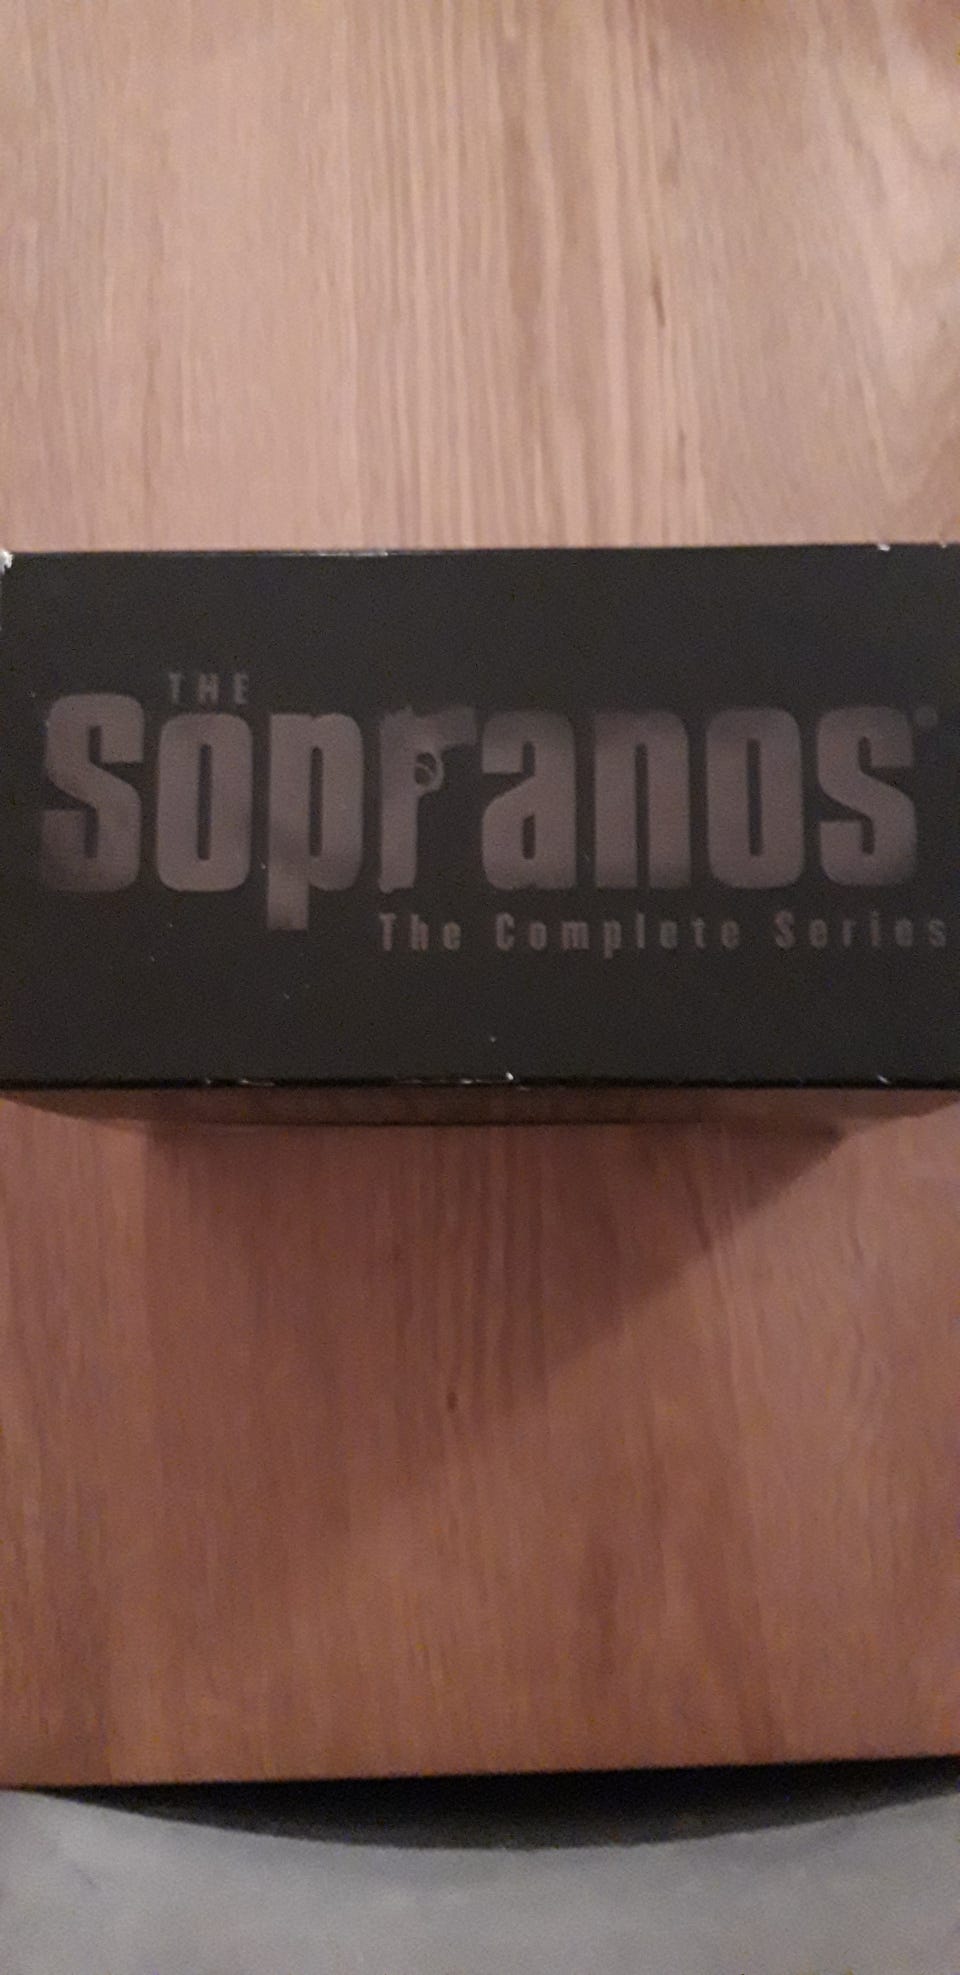 THE
Sopranos®
The Complete Series